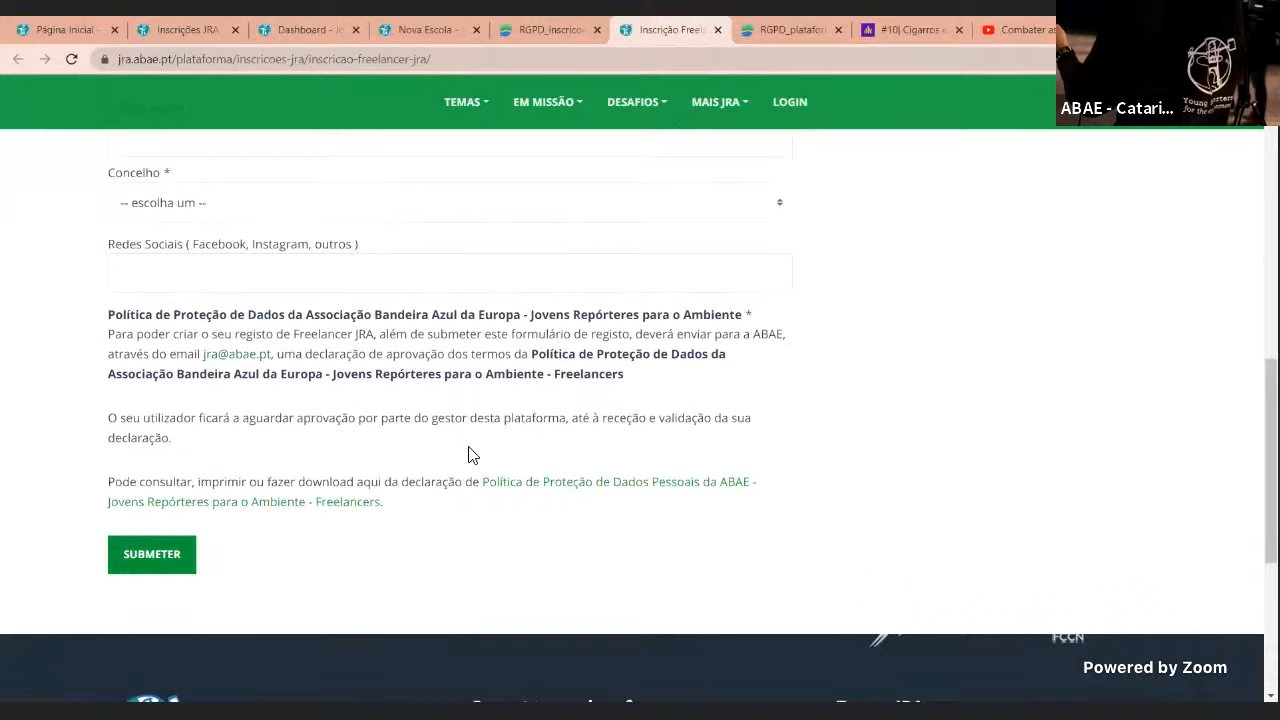 Página Inicial -
Inscrições JRA
Dashboard - Jo
Nova Escola -
RGPD_inscrico
Inscrição Freela
RGPD_platafor
#10| Cigarros e
Combater as
jra.abae.pt/plataforma/inscricoes-jra/inscricao-freelancer-jra/
TEMAS EM MISSÃO DESAFIOS MAIS JRA LOGIN
ABAE - Catari...
Concelho *
-- escolha um --
Redes Sociais ( Facebook, Instagram, outros )
Política de Proteção de Dados da Associação Bandeira Azul da Europa - Jovens Repórteres para o Ambiente *
Para poder criar o seu registo de Freelancer JRA, além de submeter este formulário de registo, deverá enviar para a ABAE,
através do email jra@abae.pt, uma declaração de aprovação dos termos da Política de Proteção de Dados da
Associação Bandeira Azul da Europa - Jovens Repórteres para o Ambiente - Freelancers
O seu utilizador ficará a aguardar aprovação por parte do gestor desta plataforma, até à receção e validação da sua
declaração.
Pode consultar, imprimir ou fazer download aqui da declaração de Política de Proteção de Dados Pessoais da ABAE -
Jovens Repórteres para o Ambiente - Freelancers.
SUBMETER
FCCN
Powered by Zoom